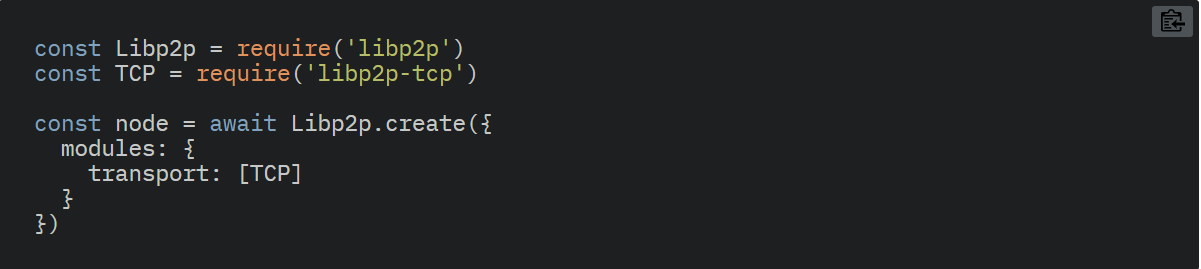 const Libp2p = require('libp2p')
const TCP = require('libp2p-tcp')
const node = await Libp2p.create({
  modules: {
    transport: [TCP]
  }
})